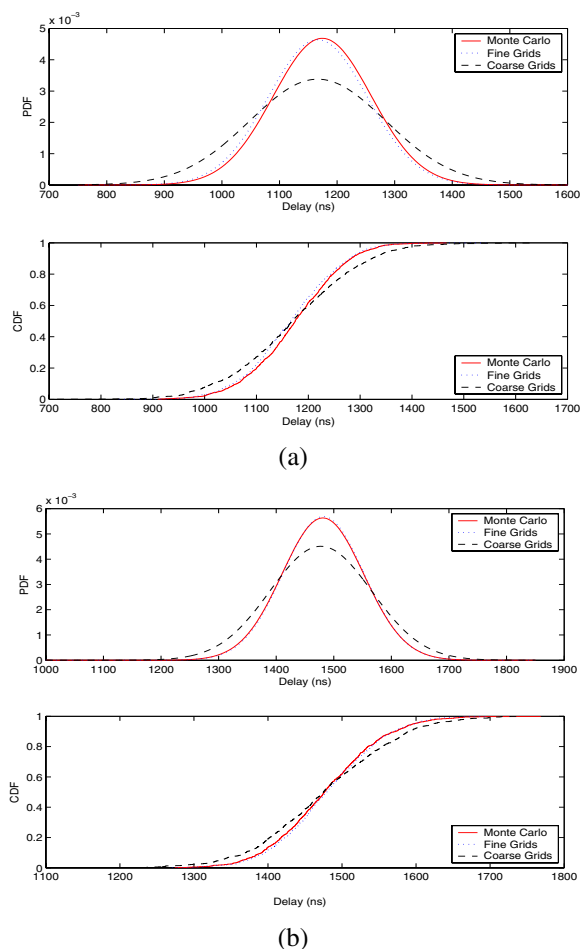 x 10⁻³
5
4
3
2
1
0
PDF
700 800 900 1000 1100 1200 1300 1400 1500 1600
Delay (ns)
Monte Carlo
Fine Grids
Coarse Grids
1
0.8
0.6
0.4
0.2
0
CDF
700 800 900 1000 1100 1200 1300 1400 1500 1600 1700
Delay (ns)
Monte Carlo
Fine Grids
Coarse Grids
(a)
x 10⁻³
6
5
4
3
2
1
0
PDF
1000 1100 1200 1300 1400 1500 1600 1700 1800 1900
Delay (ns)
Monte Carlo
Fine Grids
Coarse Grids
1
0.8
0.6
0.4
0.2
0
CDF
1100 1200 1300 1400 1500 1600 1700 1800
Delay (ns)
Monte Carlo
Fine Grids
Coarse Grids
(b)